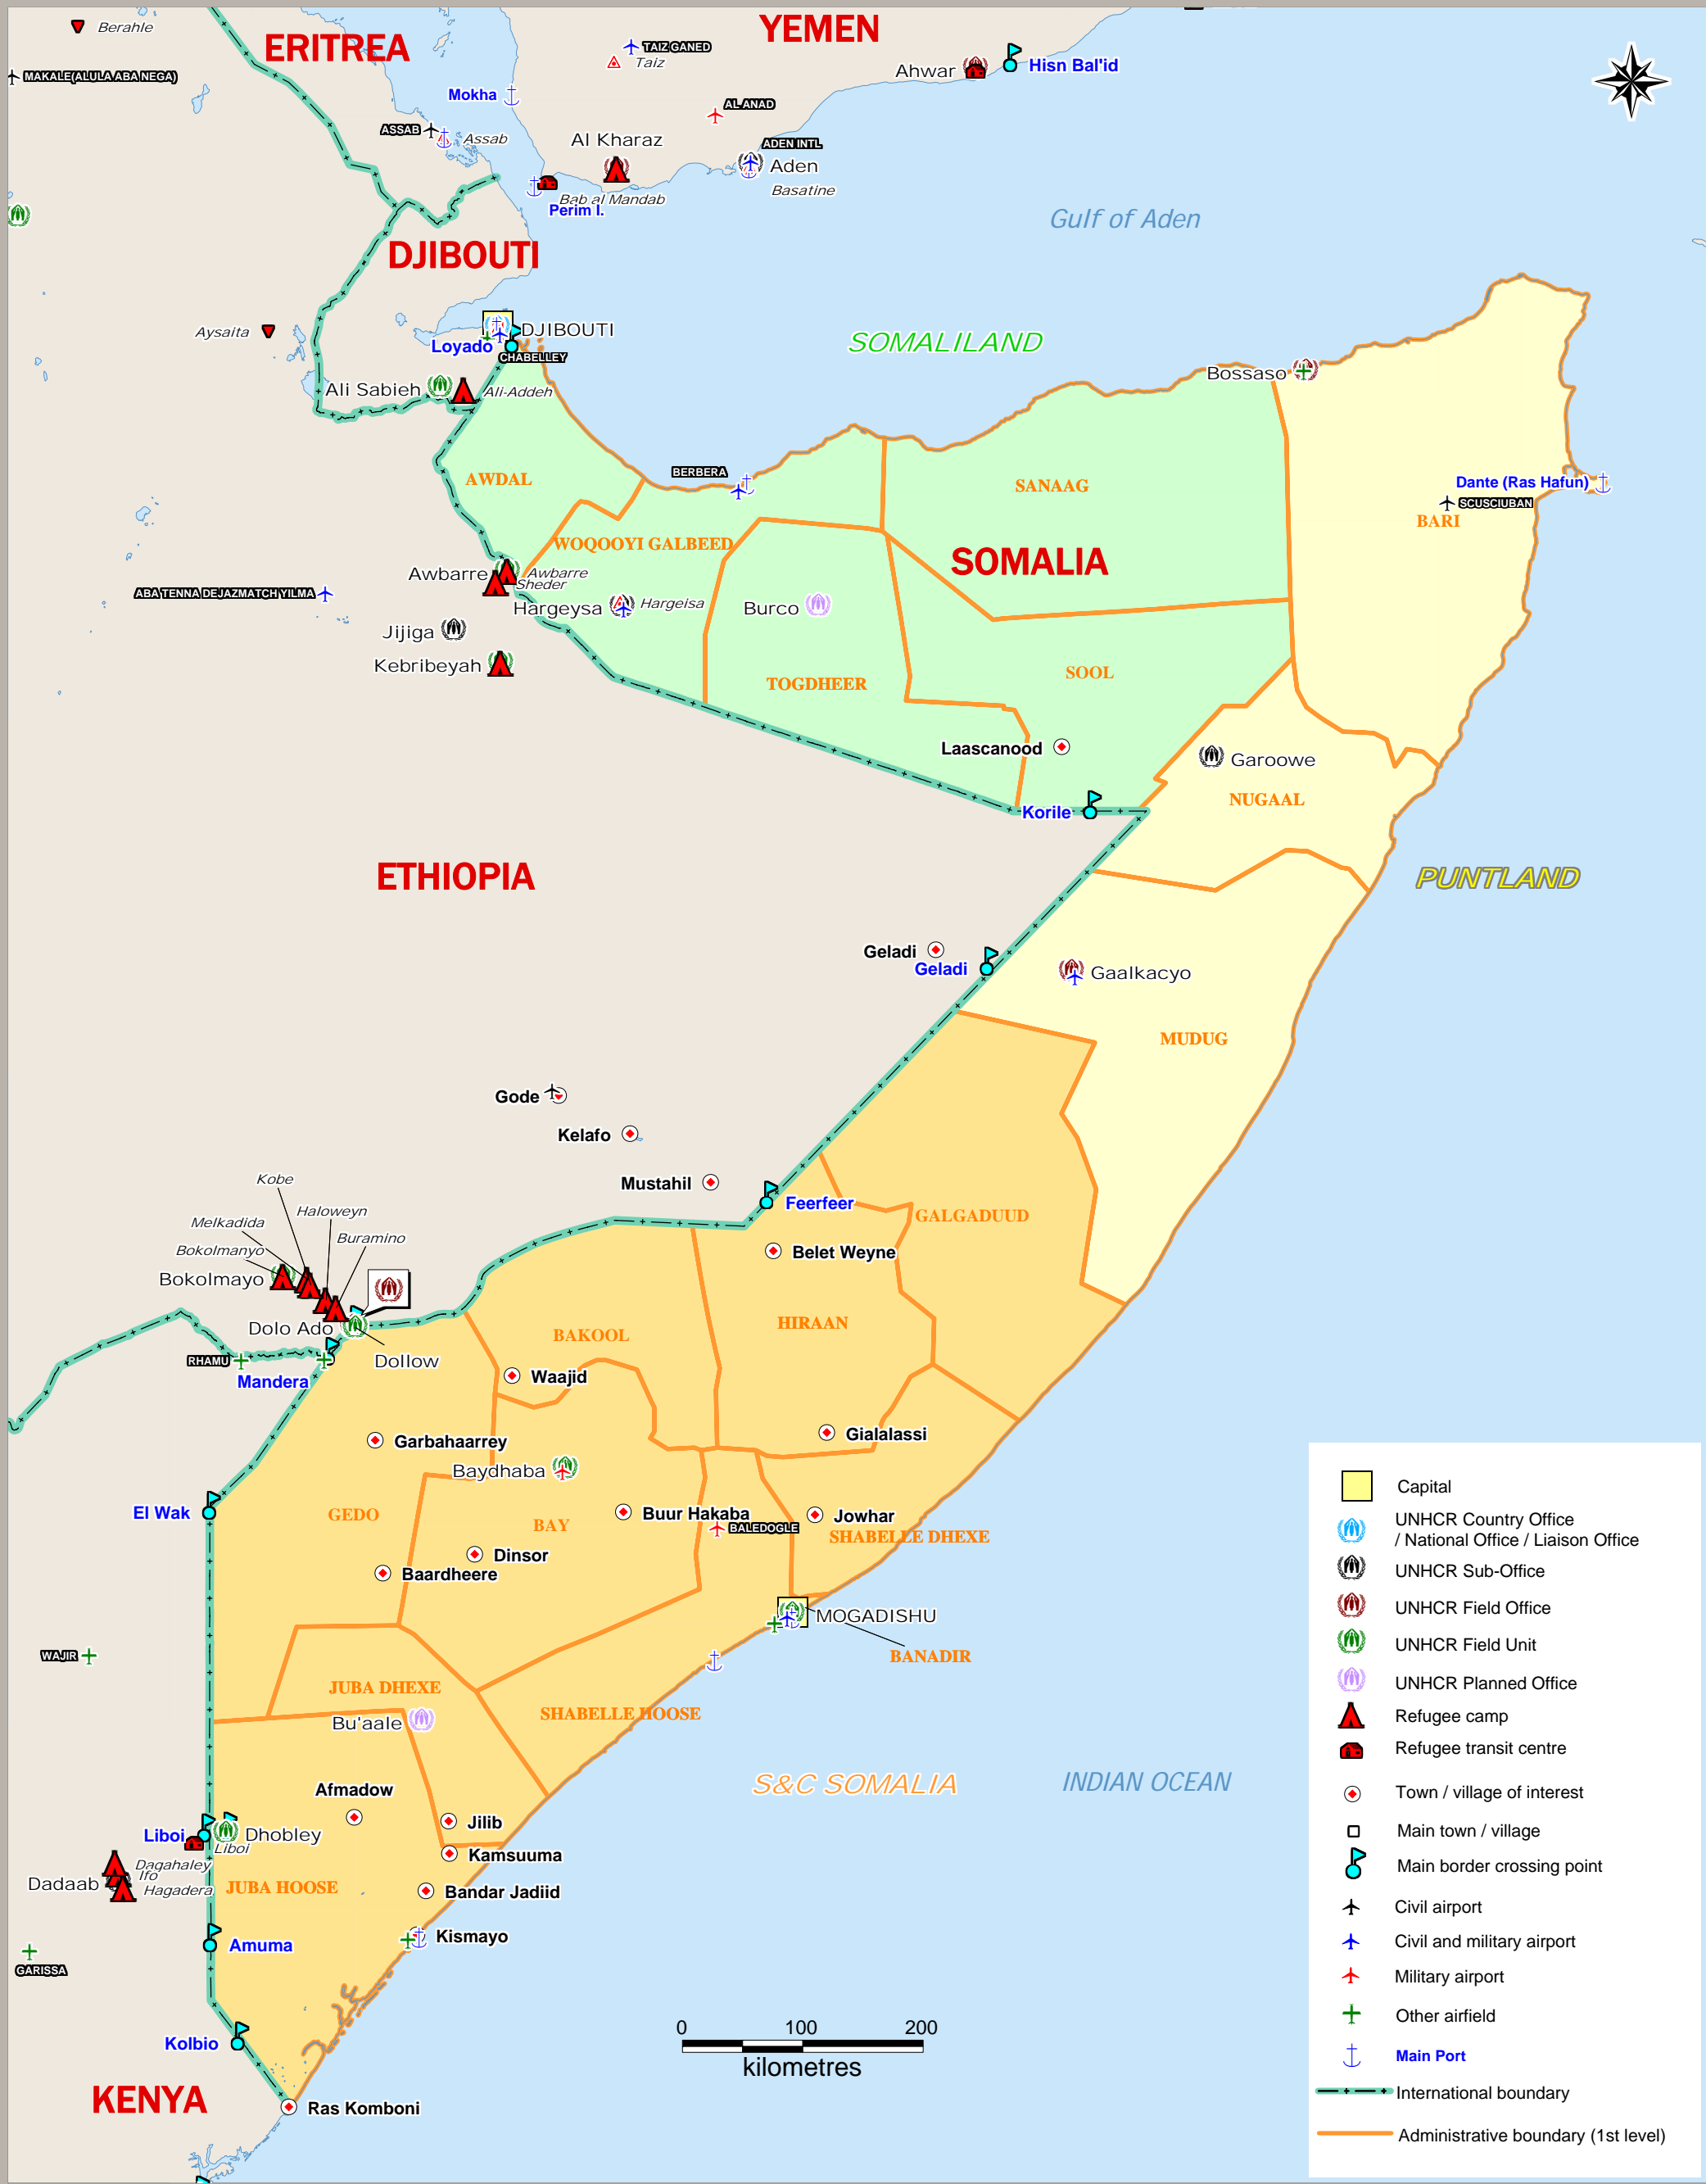 Berahle
ERITREA
YEMEN
TAIZ GANED
Taiz
MAKALE(ALULA ABA NEGA)
Ahwar
Hisn Bal'id
Mokha
AL ANAD
ASSAB
Assab
Al Kharaz
ADEN INTL
Aden
Basatine
Bab al Mandab
Perim I.
Gulf of Aden
DJIBOUTI
Aysaita
DJIBOUTI
Loyado
CHABELLEY
SOMALILAND
Bossaso
Ali Sabieh
Ali-Addeh
AWDAL
BERBERA
SANAAG
Dante (Ras Hafun)
SCUSCIUBAN
BARI
WOQOOYI GALBEED
SOMALIA
Awbarre
Awbarre
Sheder
ABA TENNA DEJAZMATCH YILMA
Hargeysa
Hargeisa
Burco
Jijiga
Kebribeyah
TOGDHEER
SOOL
Laascanood
Garoowe
NUGAAL
Korile
ETHIOPIA
PUNTLAND
Geladi
Geladi
Gaalkacyo
MUDUG
Gode
Kelafo
Mustahil
Feerfeer
Kobe
Haloweyn
Melkadida
Buramino
Bokolmanyo
Bokolmayo
GALGADUUD
Belet Weyne
Dolo Ado
BAKOOL
HIRAAN
RHAMU
Dollow
Mandera
Waajid
Garbahaarrey
Gialalassi
Baydhaba
El Wak
GEDO
BAY
Buur Hakaba
BALEDOGLE
Jowhar
SHABELLE DHEXE
Dinsor
Baardheere
MOGADISHU
BANADIR
WAJIR
JUBA DHEXE
SHABELLE HOOSE
Bu'aale
S&C SOMALIA
INDIAN OCEAN
Afmadow
Jilib
Liboi
Dhobley
Liboi
Kamsuuma
Dagahaley
Ifo
Dadaab
Hagadera
JUBA HOOSE
Bandar Jadiid
Amuma
Kismayo
GARISSA
Kolbio
KENYA
Ras Komboni
0 100 200
kilometres
Capital
UNHCR Country Office
/ National Office / Liaison Office
UNHCR Sub-Office
UNHCR Field Office
UNHCR Field Unit
UNHCR Planned Office
Refugee camp
Refugee transit centre
Town / village of interest
Main town / village
Main border crossing point
Civil airport
Civil and military airport
Military airport
Other airfield
Main Port
International boundary
Administrative boundary (1st level)